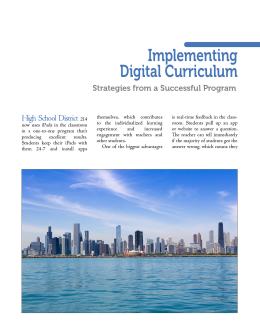 Implementing
Digital Curriculum
Strategies from a Successful Program
High School District 214
now uses iPads in the classroom
in a one-to-one program that's
producing excellent results.
Students keep their iPads with
them 24-7 and install apps
themselves, which contributes
to the individualized learning
experience and increased
engagement with teachers and
other students.
One of the biggest advantages
is real-time feedback in the class-
room. Students pull up an app
or website to answer a question.
The teacher can tell immediately
if the majority of students get the
answer wrong which means they